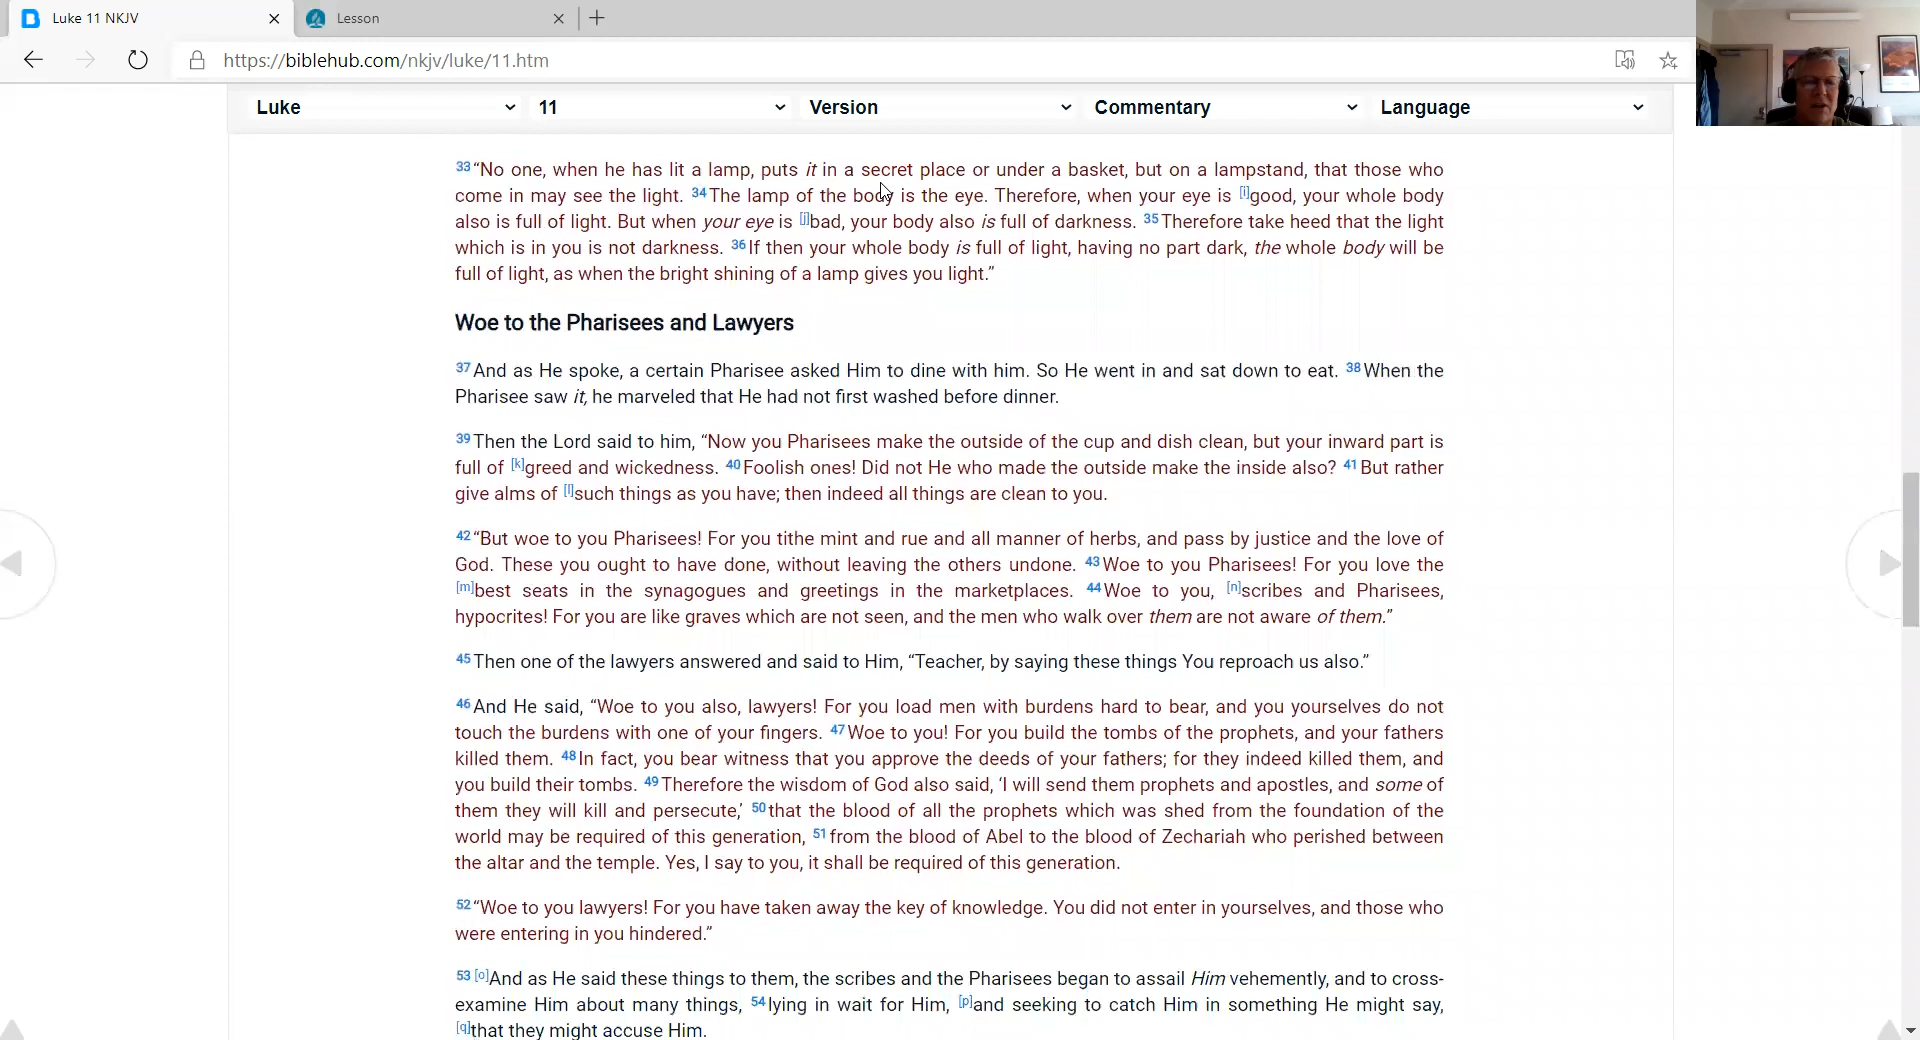 Luke 11 NKJV
Lesson
https://biblehub.com/nkjv/luke/11.htm
Luke 11 Version Commentary Language
33 “No one, when he has lit a lamp, puts it in a secret place or under a basket, but on a lampstand, that those who
come in may see the light. 34 The lamp of the body is the eye. Therefore, when your eye is [i]good, your whole body
also is full of light. But when your eye is [j]bad, your body also is full of darkness. 35 Therefore take heed that the light
which is in you is not darkness. 36 If then your whole body is full of light, having no part dark, the whole body will be
full of light, as when the bright shining of a lamp gives you light.”
Woe to the Pharisees and Lawyers
37 And as He spoke, a certain Pharisee asked Him to dine with him. So He went in and sat down to eat. 38 When the
Pharisee saw it, he marveled that He had not first washed before dinner.
39 Then the Lord said to him, “Now you Pharisees make the outside of the cup and dish clean, but your inward part is
full of [k]greed and wickedness. 40 Foolish ones! Did not He who made the outside make the inside also? 41 But rather
give alms of [l]such things as you have; then indeed all things are clean to you.
42 “But woe to you Pharisees! For you tithe mint and rue and all manner of herbs, and pass by justice and the love of
God. These you ought to have done, without leaving the others undone. 43 Woe to you Pharisees! For you love the
[m]best seats in the synagogues and greetings in the marketplaces. 44 Woe to you, [n]scribes and Pharisees,
hypocrites! For you are like graves which are not seen, and the men who walk over them are not aware of them.”
45 Then one of the lawyers answered and said to Him, “Teacher, by saying these things You reproach us also.”
46 And He said, “Woe to you also, lawyers! For you load men with burdens hard to bear, and you yourselves do not
touch the burdens with one of your fingers. 47 Woe to you! For you build the tombs of the prophets, and your fathers
killed them. 48 In fact, you bear witness that you approve the deeds of your fathers; for they indeed killed them, and
you build their tombs. 49 Therefore the wisdom of God also said, ‘I will send them prophets and apostles, and some of
them they will kill and persecute,’ 50 that the blood of all the prophets which was shed from the foundation of the
world may be required of this generation, 51 from the blood of Abel to the blood of Zechariah who perished between
the altar and the temple. Yes, I say to you, it shall be required of this generation.
52 “Woe to you lawyers! For you have taken away the key of knowledge. You did not enter in yourselves, and those who
were entering in you hindered.”
53 [o]And as He said these things to them, the scribes and the Pharisees began to assail Him vehemently, and to cross-
examine Him about many things, 54 lying in wait for Him, [p]and seeking to catch Him in something He might say,
[q]that they might accuse Him.